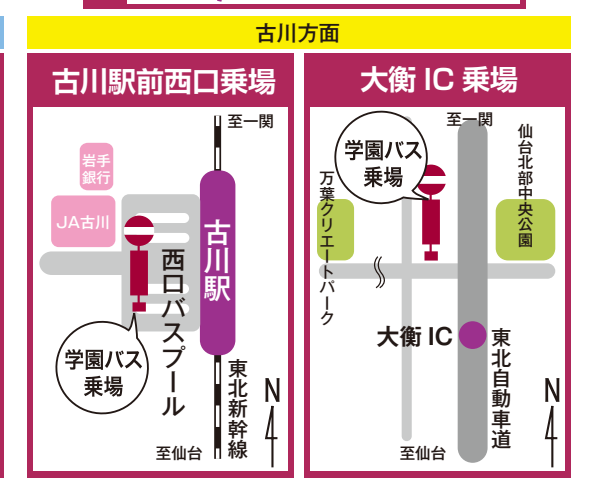 古川方面
古川駅前西口乗場
至一関
岩手
銀行
JA古川
古川駅
西口バスプール
学園バス
乗場
東北新幹線
至仙台
N
大衡 IC 乗場
至一関
学園バス
乗場
仙台北部中央公園
万葉クリエートパーク
大衡 IC
東北自動車道
至仙台
N